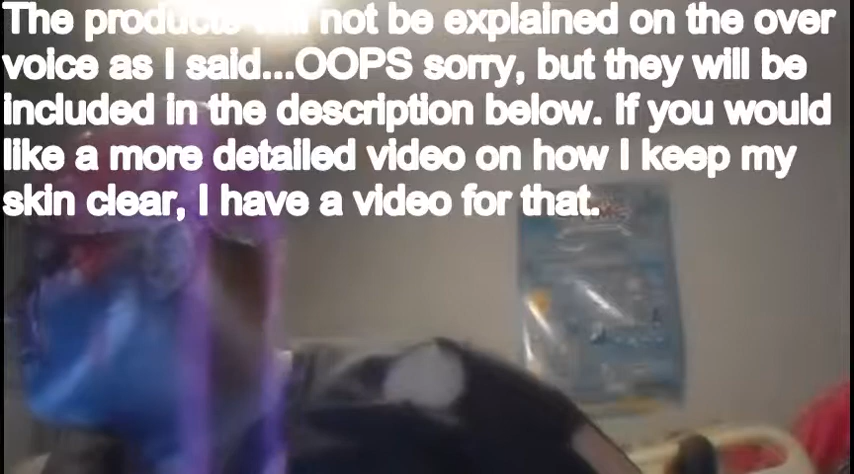 The products will not be explained on the over
voice as I said...OOPS sorry, but they will be
included in the description below. If you would
like a more detailed video on how I keep my
skin clear, I have a video for that.